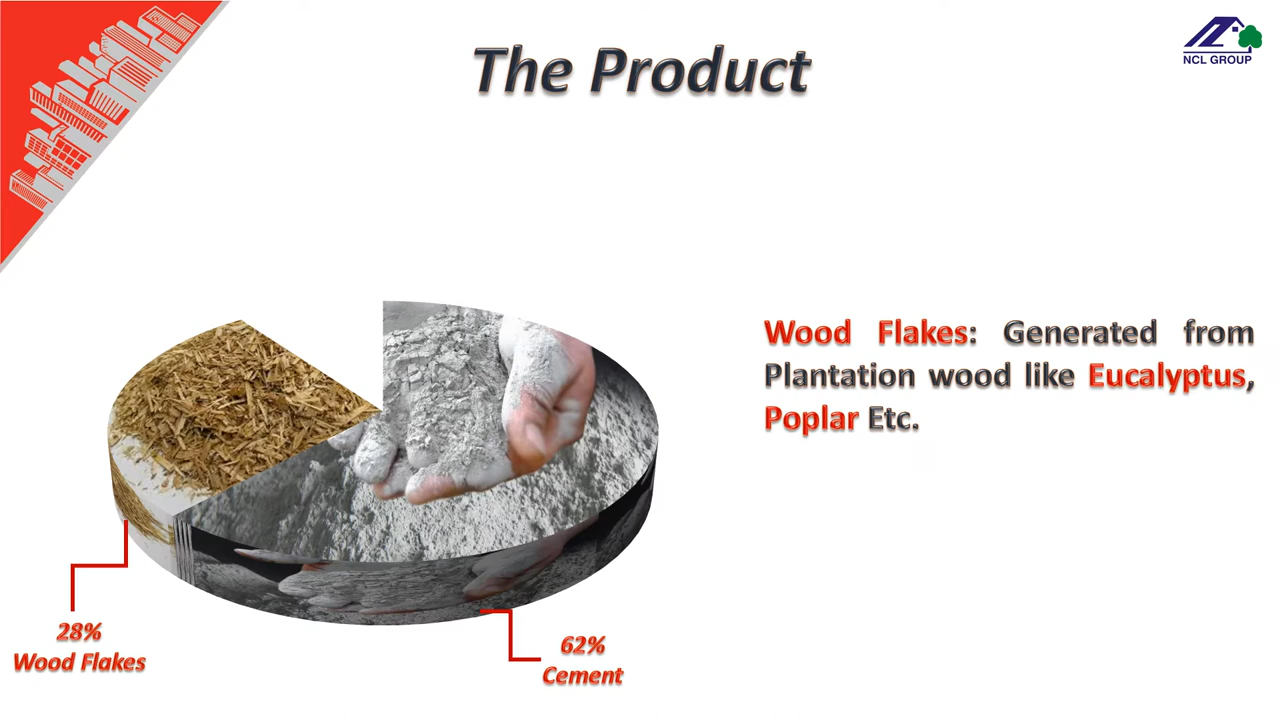 The Product
NCL GROUP
Wood Flakes: Generated from
Plantation wood like Eucalyptus,
Poplar Etc.
28%
Wood Flakes
62%
Cement